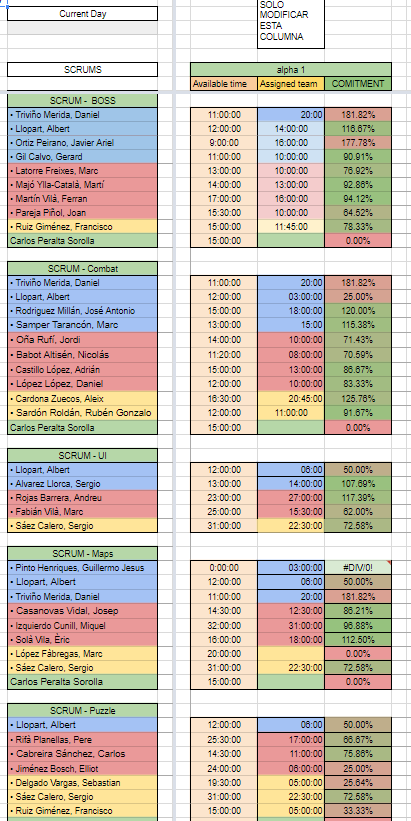 SOLO
MODIFICAR
ESTA
COLUMNA
Current Day
SCRUMS alpha 1
Available time Assigned team COMITMENT
SCRUM - BOSS
• Triviño Merida, Daniel 11:00:00 20:00 181.82%
• Llopart, Albert 12:00:00 14:00:00 116.67%
• Ortiz Peirano, Javier Ariel 9:00:00 16:00:00 177.78%
• Gil Calvo, Gerard 11:00:00 10:00:00 90.91%
• Latorre Freixes, Marc 13:00:00 10:00:00 76.92%
• Majó Ylla-Català, Martí 14:00:00 13:00:00 92.86%
• Martín Vilà, Ferran 17:00:00 16:00:00 94.12%
• Pareja Piñol, Joan 15:30:00 10:00:00 64.52%
• Ruiz Giménez, Francisco 15:00:00 11:45:00 78.33%
Carlos Peralta Sorolla 15:00:00 0.00%
SCRUM - Combat
• Triviño Merida, Daniel 11:00:00 20:00 181.82%
• Llopart, Albert 12:00:00 03:00:00 25.00%
• Rodriguez Millán, José Antonio 15:00:00 18:00:00 120.00%
• Samper Tarancón, Marc 13:00:00 15:00 115.38%
• Oña Rufí, Jordi 14:00:00 10:00:00 71.43%
• Babot Altisén, Nicolás 11:20:00 08:00:00 70.59%
• Castillo López, Adrián 15:00:00 13:00:00 86.67%
• López López, Daniel 12:00:00 10:00:00 83.33%
• Cardona Zuecos, Aleix 16:30:00 20:45:00 125.76%
• Sardón Roldán, Rubén Gonzalo 12:00:00 11:00:00 91.67%
Carlos Peralta Sorolla 15:00:00 0.00%
SCRUM - UI
• Llopart, Albert 12:00:00 06:00 50.00%
• Alvarez Llorca, Sergio 13:00:00 14:00:00 107.69%
• Rojas Barrera, Andreu 23:00:00 27:00:00 117.39%
• Fabián Vilà, Marc 25:00:00 15:30:00 62.00%
• Sáez Calero, Sergio 31:00:00 22:30:00 72.58%
SCRUM - Maps
• Pinto Henriques, Guillermo Jesus 0:00:00 03:00:00 #DIV/0!
• Llopart, Albert 12:00:00 06:00 50.00%
• Triviño Merida, Daniel 11:00:00 20:00 181.82%
• Casanovas Vidal, Josep 14:30:00 12:30:00 86.21%
• Izquierdo Cunill, Miquel 32:00:00 31:00:00 96.88%
• Solà Vila, Èric 16:00:00 18:00:00 112.50%
• López Fábregas, Marc 20:00:00 0.00%
• Sáez Calero, Sergio 31:00:00 22:30:00 72.58%
Carlos Peralta Sorolla 15:00:00 0.00%
SCRUM - Puzzle
• Llopart, Albert 12:00:00 06:00 50.00%
• Rifà Planellas, Pere 25:30:00 17:00:00 66.67%
• Cabreira Sánchez, Carlos 14:30:00 11:00:00 75.86%
• Jiménez Bosch, Elliot 24:00:00 06:00:00 25.00%
• Delgado Vargas, Sebastian 19:30:00 05:00:00 25.64%
• Sáez Calero, Sergio 31:00:00 22:30:00 72.58%
• Ruiz Giménez, Francisco 15:00:00 05:00:00 33.33%